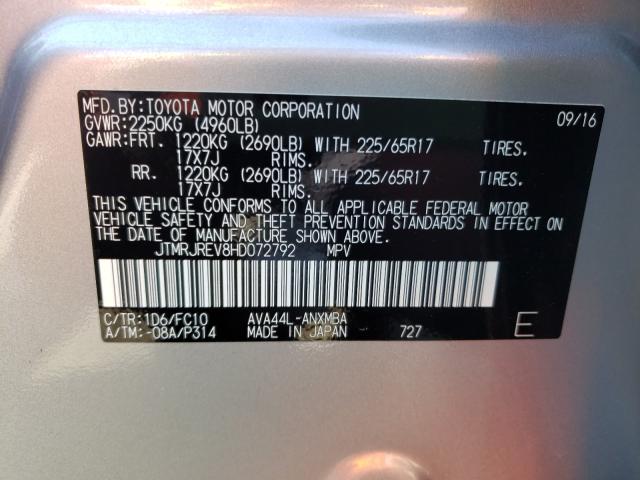 MFD.BY:TOYOTA MOTOR CORPORATION 09/16
GVWR:2250KG (4960LB)
GAWR:FRT. 1220KG (2690LB) WITH 225/65R17 TIRES.
17X7J RIMS.
RR. 1220KG (2690LB) WITH 225/65R17 TIRES.
17X7J RIMS.
THIS VEHICLE CONFORMS TO ALL APPLICABLE FEDERAL MOTOR
VEHICLE SAFETY AND THEFT PREVENTION STANDARDS IN EFFECT ON
THE DATE OF MANUFACTURE SHOWN ABOVE.
JTMRJREV8HD072792 MPV
C/TR:1D6/FC10 AVA44L-ANXMBA
A/TM:-08A/P314 MADE IN JAPAN 727 E